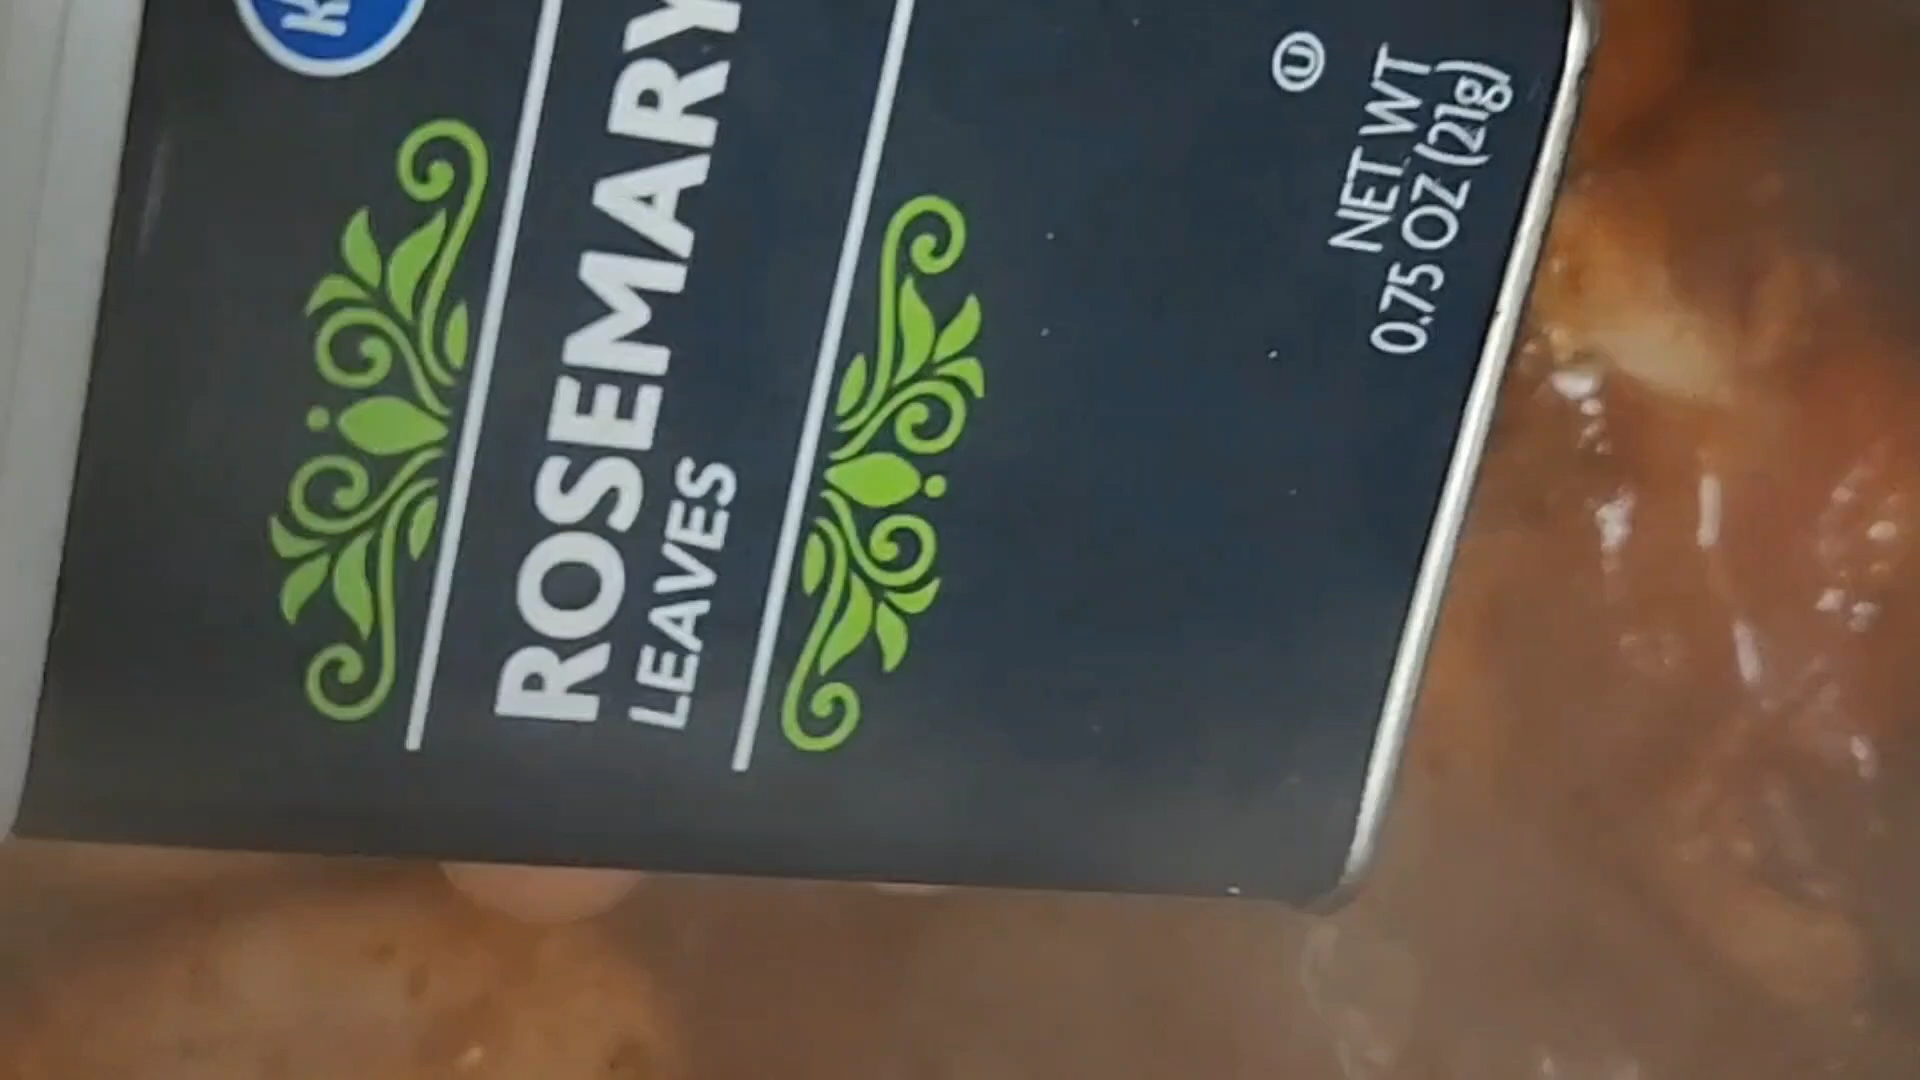 ROSEMARY
LEAVES
U
NET WT
0.75 OZ (21g)